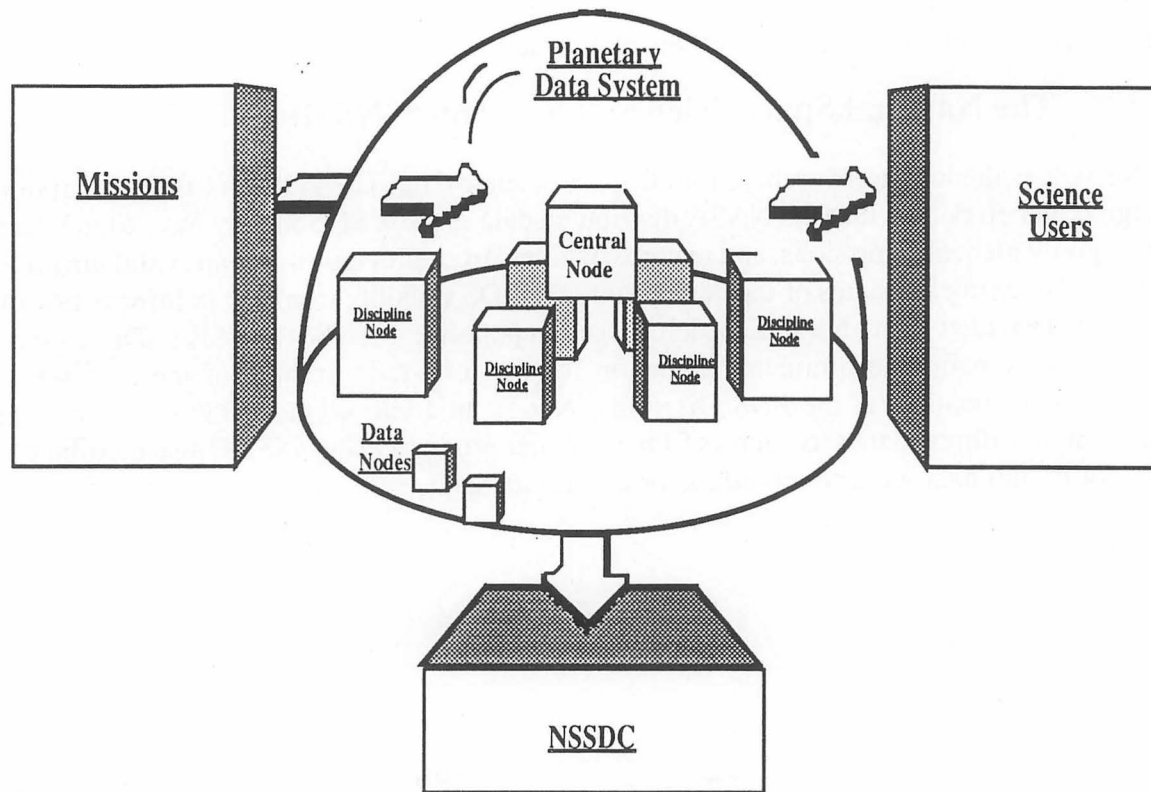 Planetary
Data System
Missions
Science
Users
Central
Node
Discipline
Node
Discipline
Node
Discipline
Node
Discipline
Node
Data
Nodes
NSSDC